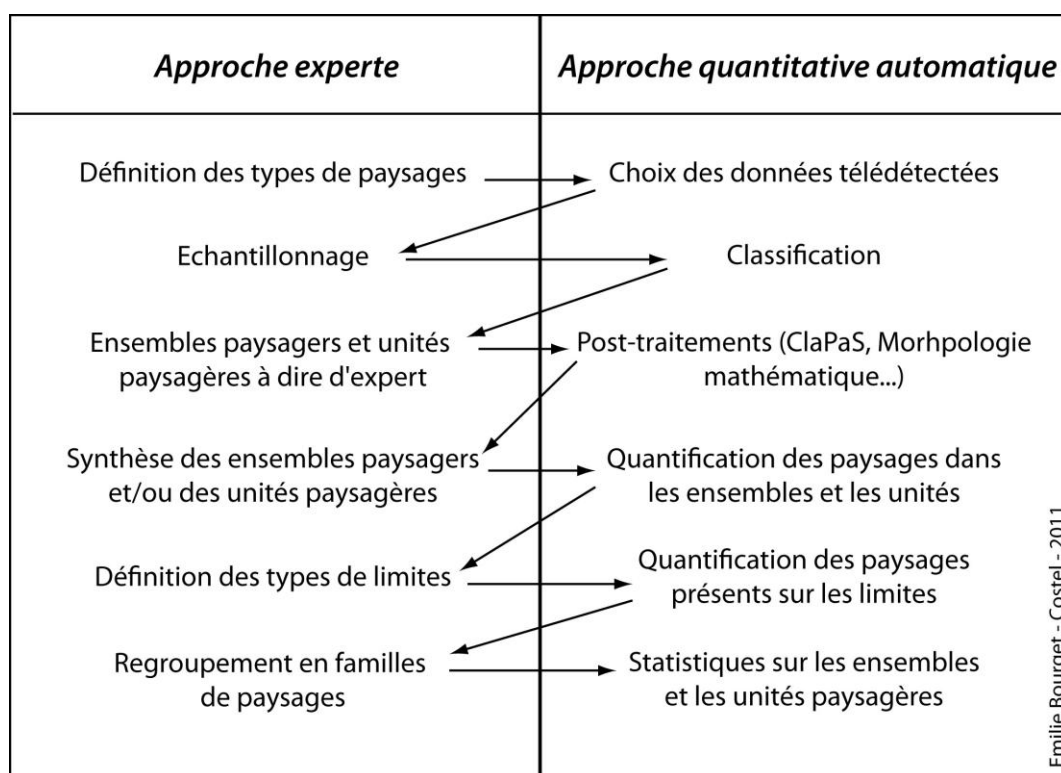 Approche experte
Approche quantitative automatique
Définition des types de paysages
Choix des données télédétectées
Echantillonnage
Classification
Ensembles paysagers et unités
paysagères à dire d'expert
Post-traitements (ClaPaS, Morhpologie
mathématique...)
Synthèse des ensembles paysagers
et/ou des unités paysagères
Quantification des paysages dans
les ensembles et les unités
Définition des types de limites
Quantification des paysages
présents sur les limites
Regroupement en familles
de paysages
Statistiques sur les ensembles
et les unités paysagères
Emilie Bourget - Costel - 2011